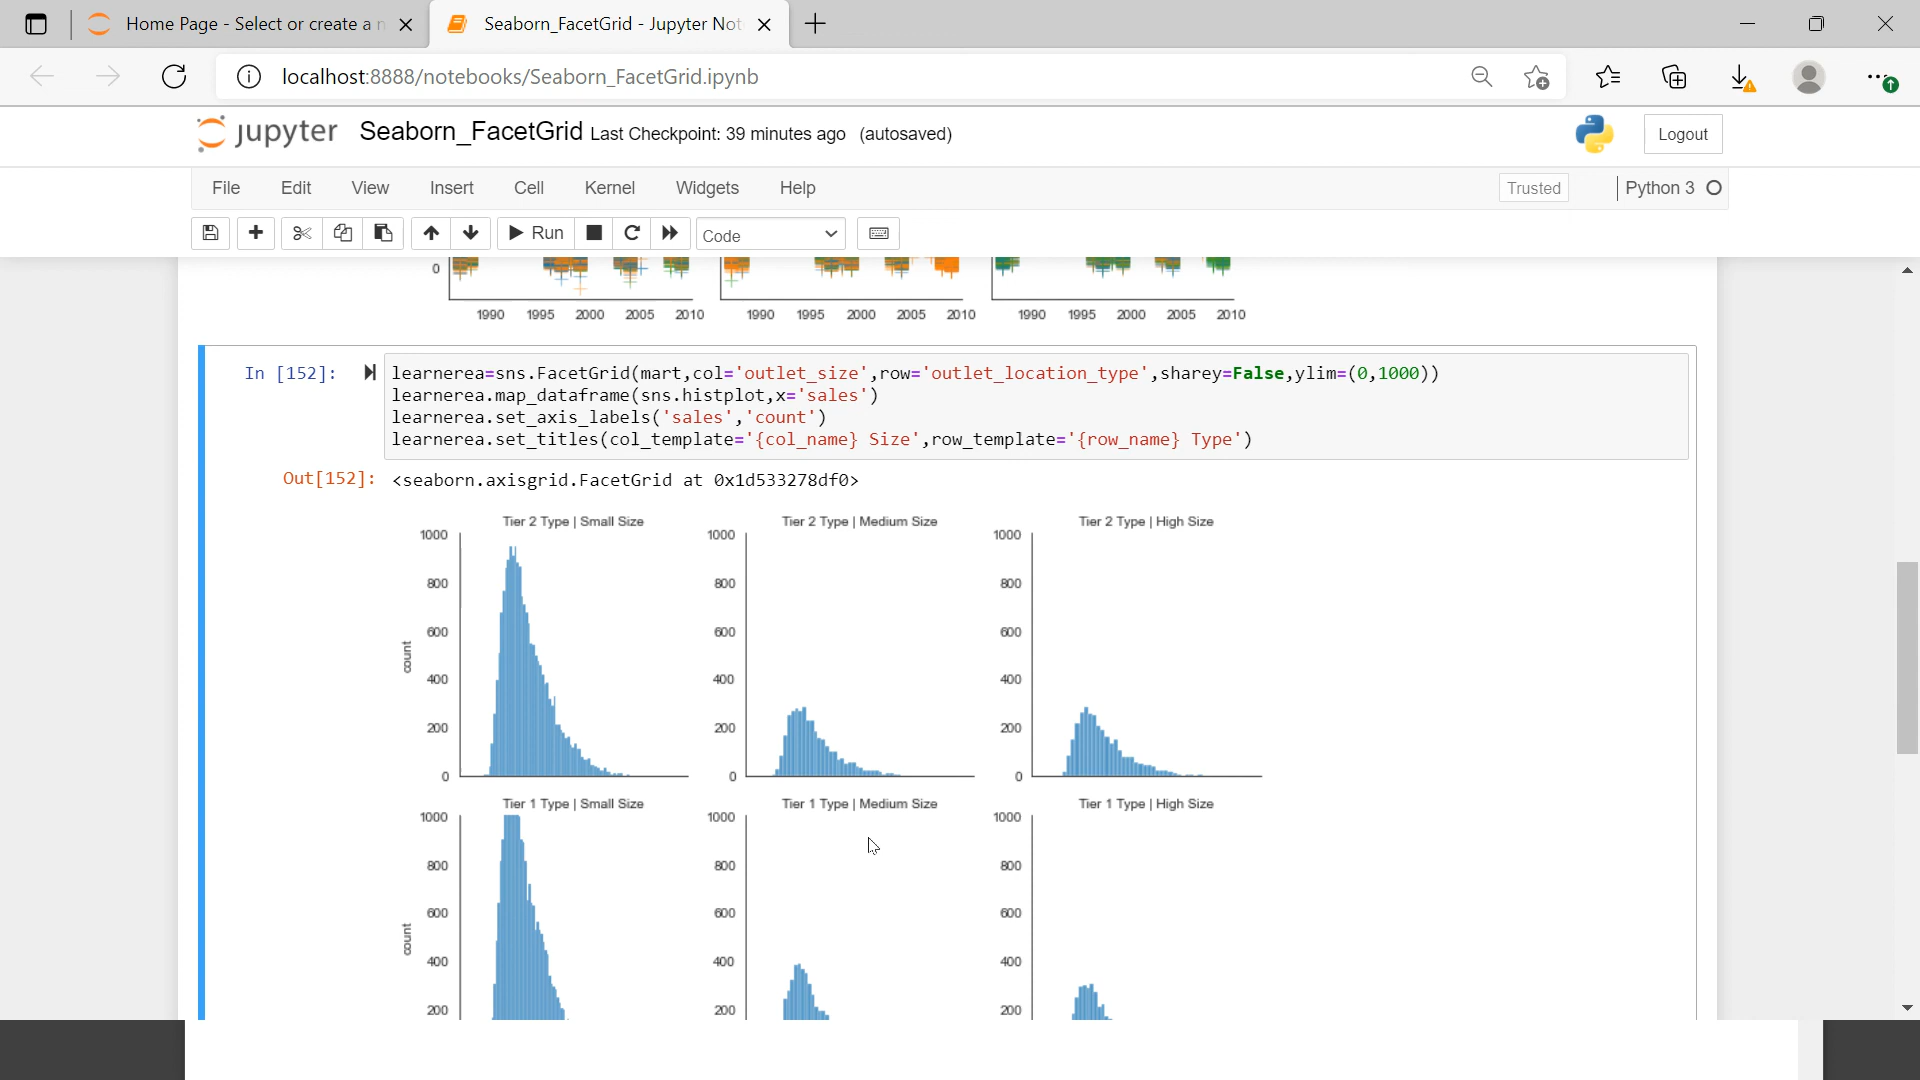 Home Page - Select or create a n
Seaborn_FacetGrid - Jupyter Not
localhost:8888/notebooks/Seaborn_FacetGrid.ipynb
jupyter Seaborn_FacetGrid Last Checkpoint: 39 minutes ago (autosaved)
Logout
File Edit View Insert Cell Kernel Widgets Help
Trusted Python 3
Run Code
0
1990 1995 2000 2005 2010 1990 1995 2000 2005 2010 1990 1995 2000 2005 2010
In [152]: learnerea=sns.FacetGrid(mart,col='outlet_size',row='outlet_location_type',sharey=False,ylim=(0,1000))
learnerea.map_dataframe(sns.histplot,x='sales')
learnerea.set_axis_labels('sales','count')
learnerea.set_titles(col_template='{col_name} Size',row_template='{row_name} Type')
Out[152]: <seaborn.axisgrid.FacetGrid at 0x1d533278df0>
Tier 2 Type | Small Size Tier 2 Type | Medium Size Tier 2 Type | High Size
1000 1000 1000
800 800 800
600 600 600
count
400 400 400
200 200 200
0 0 0
Tier 1 Type | Small Size Tier 1 Type | Medium Size Tier 1 Type | High Size
1000 1000 1000
800 800 800
600 600 600
count
400 400 400
200 200 200